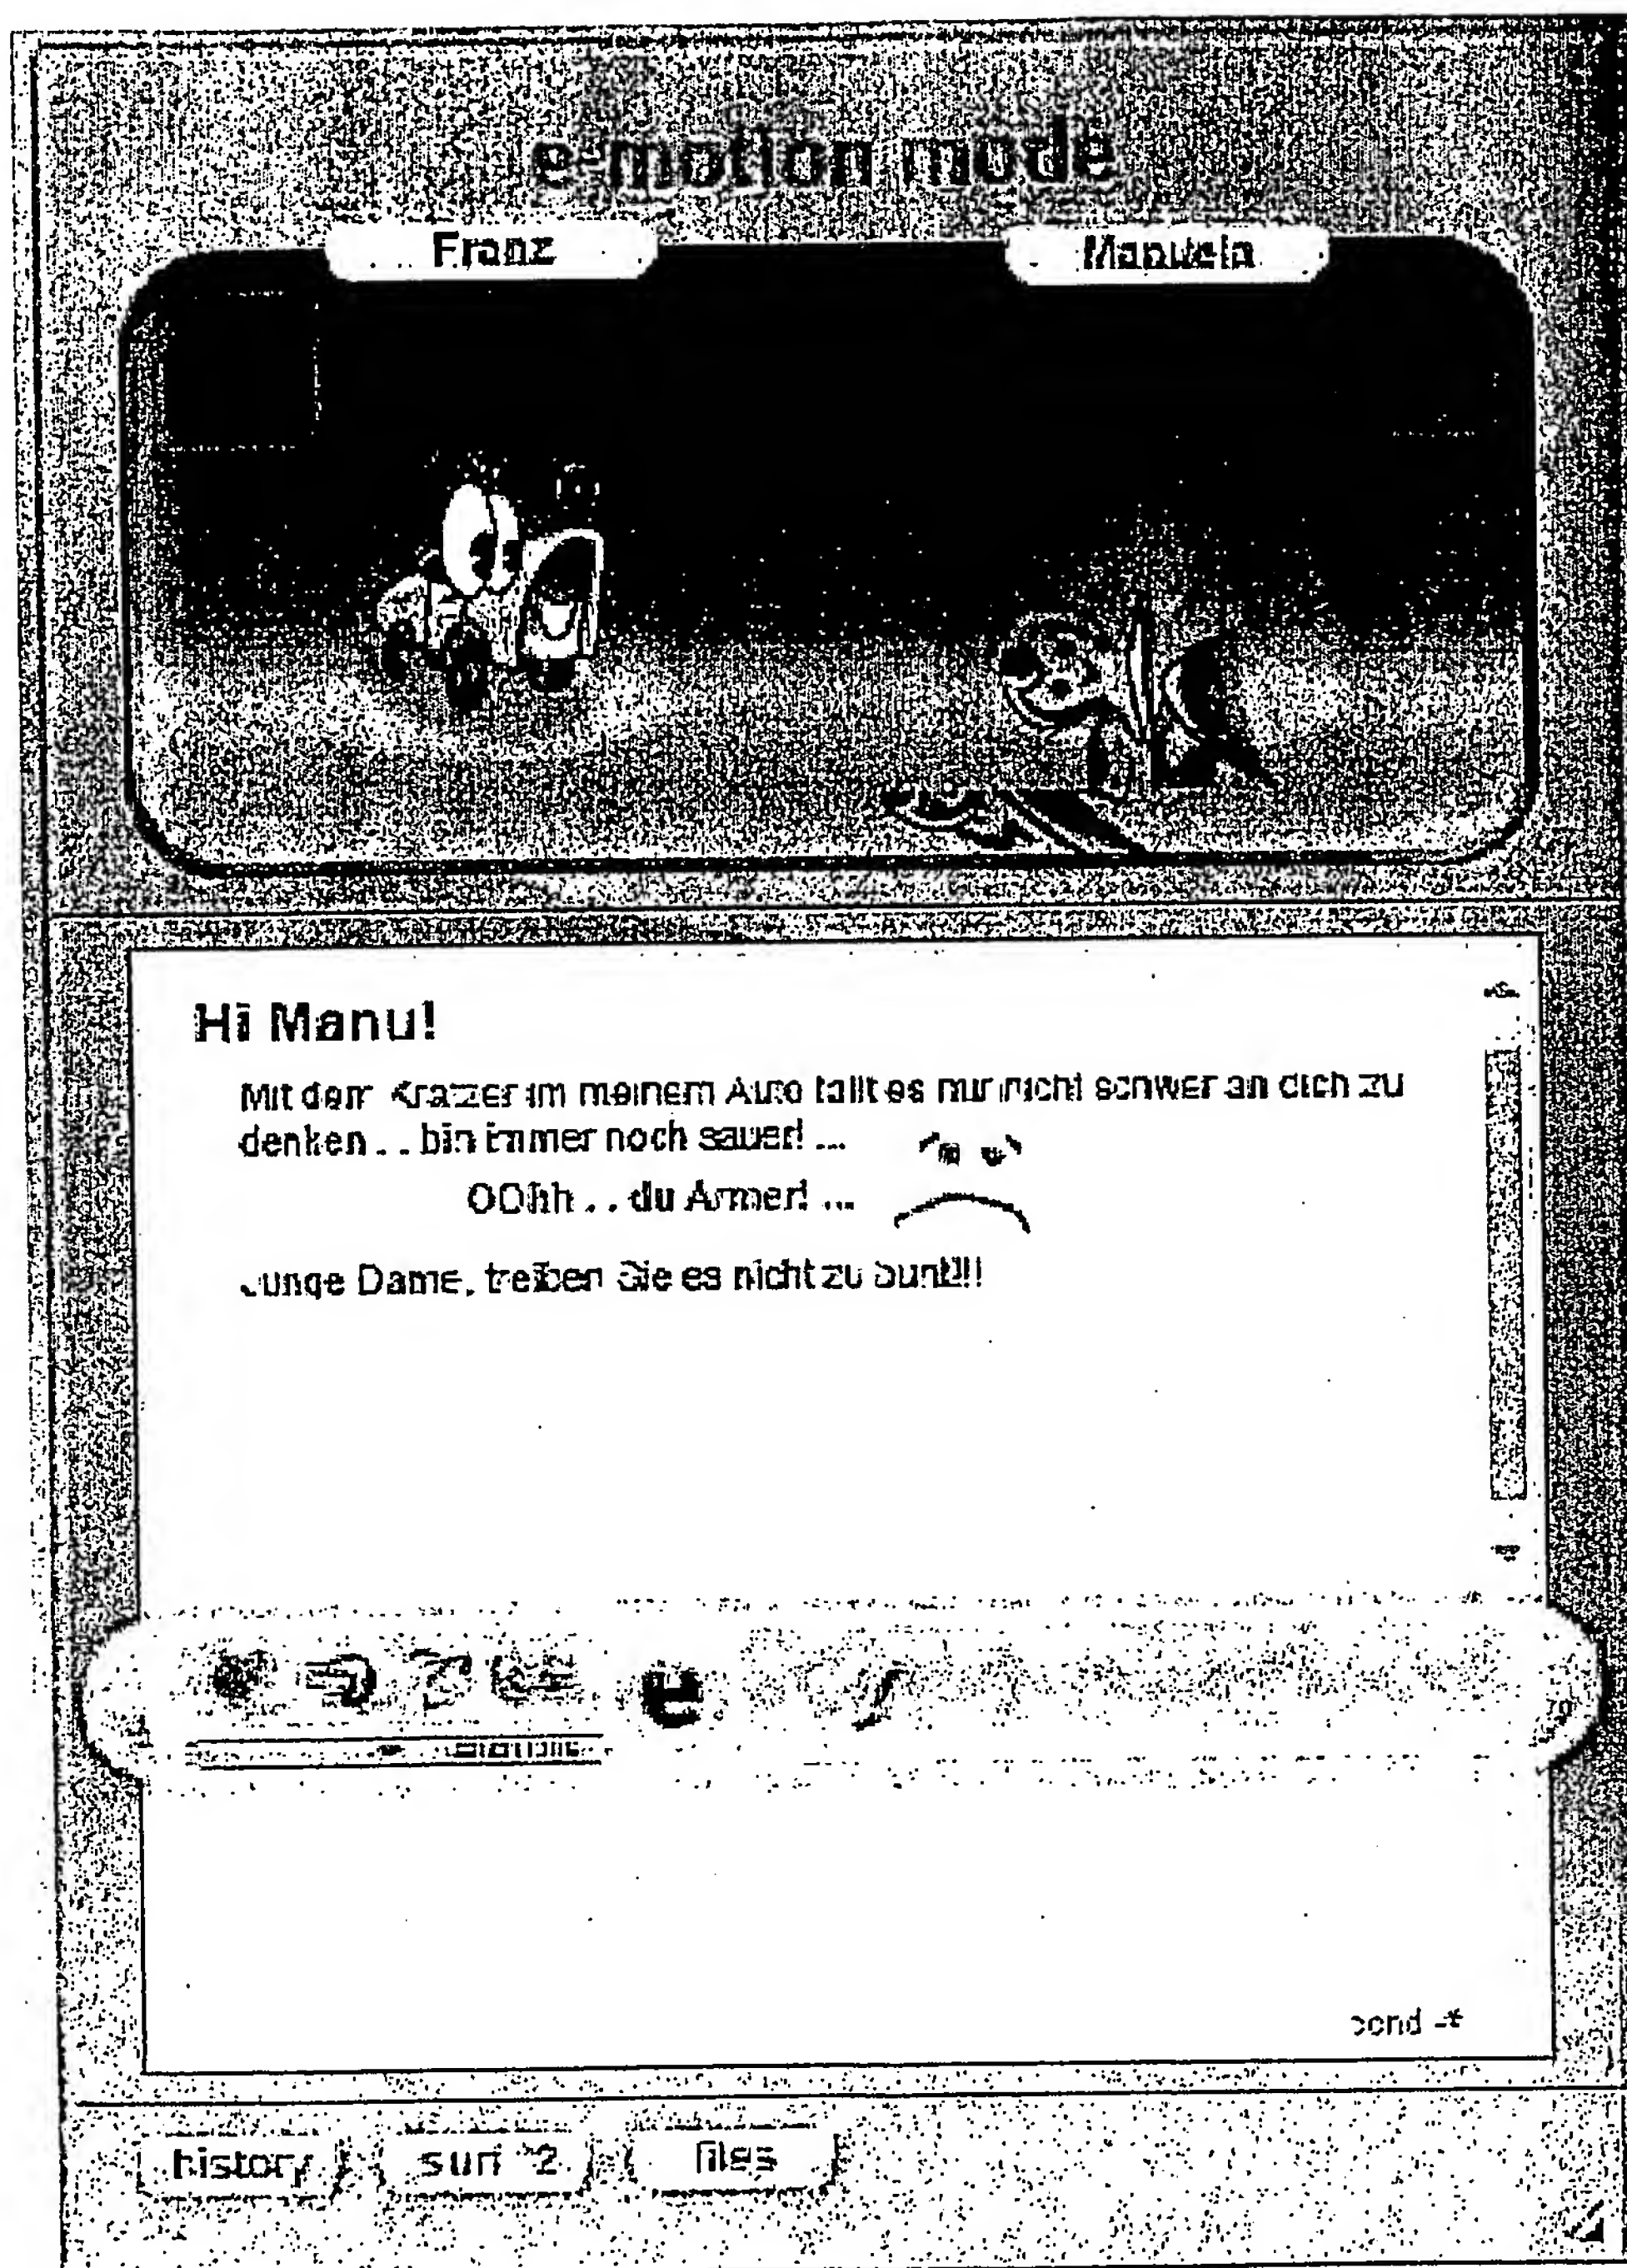 e-motion mode
Franz
Manuela
Hi Manu!
Mit dem Kratzer im meinem Auto fällt es mir nicht schwer an dich zu
denken . . bin immer noch sauer! ...
OOhh . . du Armer! ...
Junge Dame, treiben Sie es nicht zu bunt!!!
e
history
surf *2
files